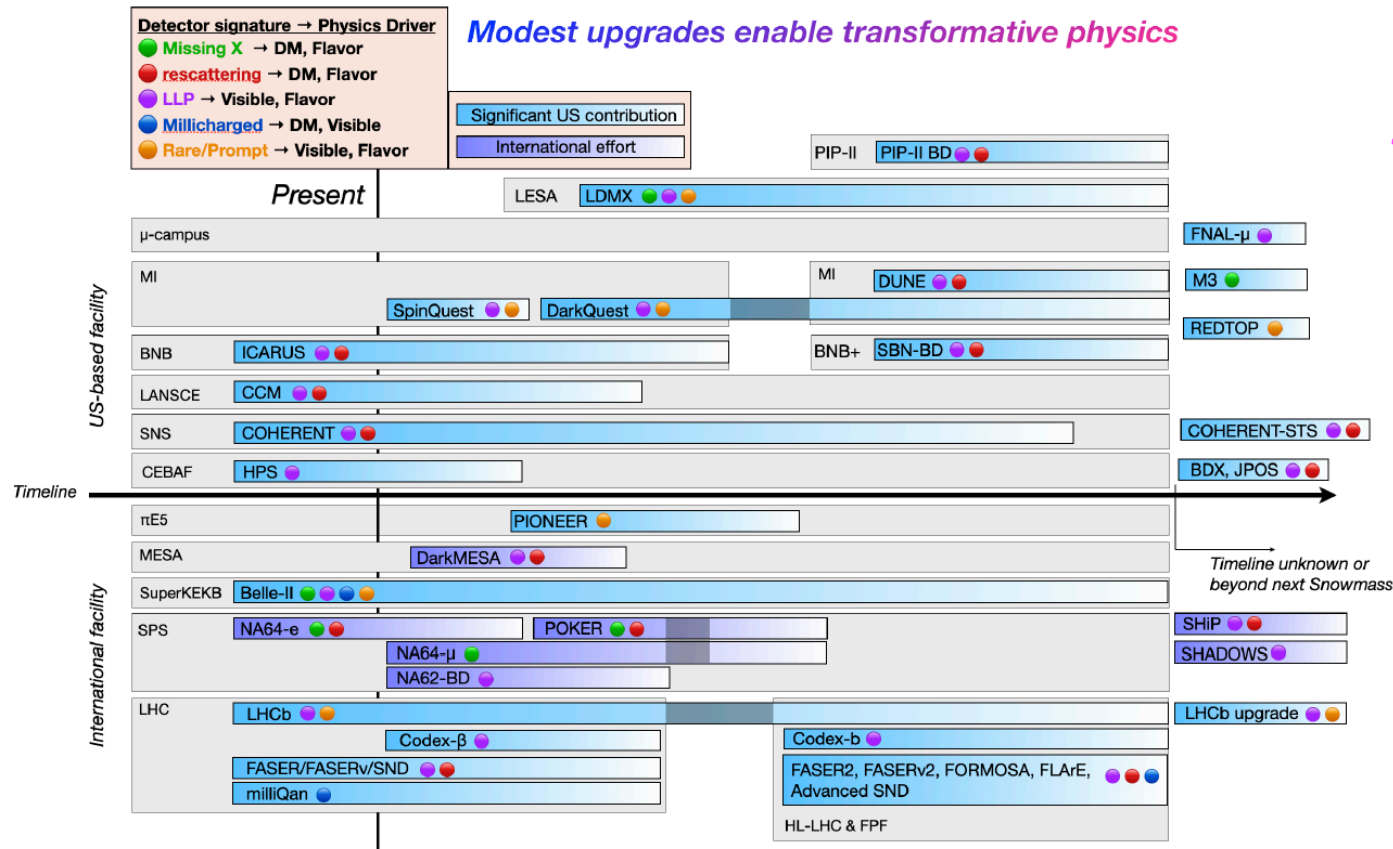 Modest upgrades enable transformative physics
Detector signature → Physics Driver
Missing X → DM, Flavor
rescattering → DM, Flavor
LLP → Visible, Flavor
Millicharged → DM, Visible
Rare/Prompt → Visible, Flavor
Significant US contribution
International effort
Present
PIP-II
PIP-II BD
LESA
LDMX
μ-campus
FNAL-μ
MI
MI
DUNE
M3
SpinQuest
DarkQuest
REDTOP
BNB
ICARUS
BNB+
SBN-BD
LANSCE
CCM
SNS
COHERENT
COHERENT-STS
CEBAF
HPS
BDX, JPOS
US-based facility
Timeline
πE5
PIONEER
MESA
DarkMESA
Timeline unknown or
beyond next Snowmass
SuperKEKB
Belle-II
SPS
NA64-e
POKER
SHiP
NA64-μ
SHADOWS
NA62-BD
International facility
LHC
LHCb
LHCb upgrade
Codex-β
Codex-b
FASER/FASERν/SND
FASER2, FASERν2, FORMOSA, FLArE,
Advanced SND
milliQan
HL-LHC & FPF